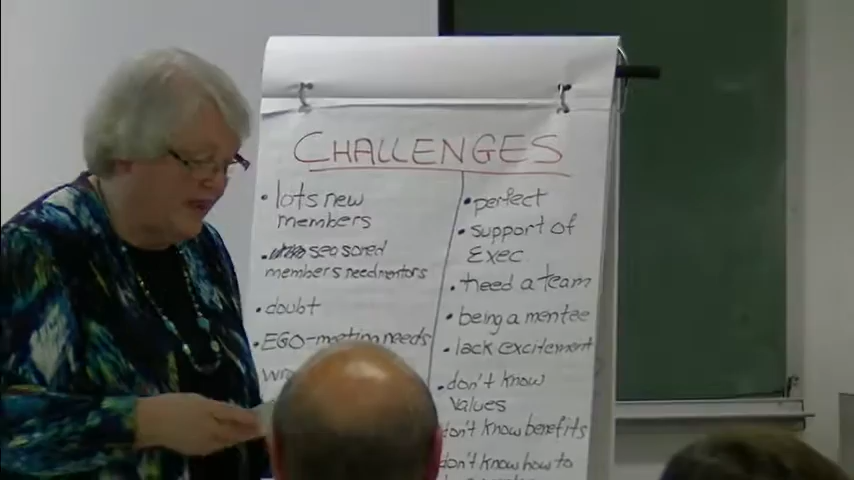 CHALLENGES
• lots new
members
• seasored
members need mentors
• doubt
• EGO-meeting needs
• perfect
• support of
Exec
• need a team
• being a mentee
• lack excitement
• don't know
values
don't know benefits
don't know how to